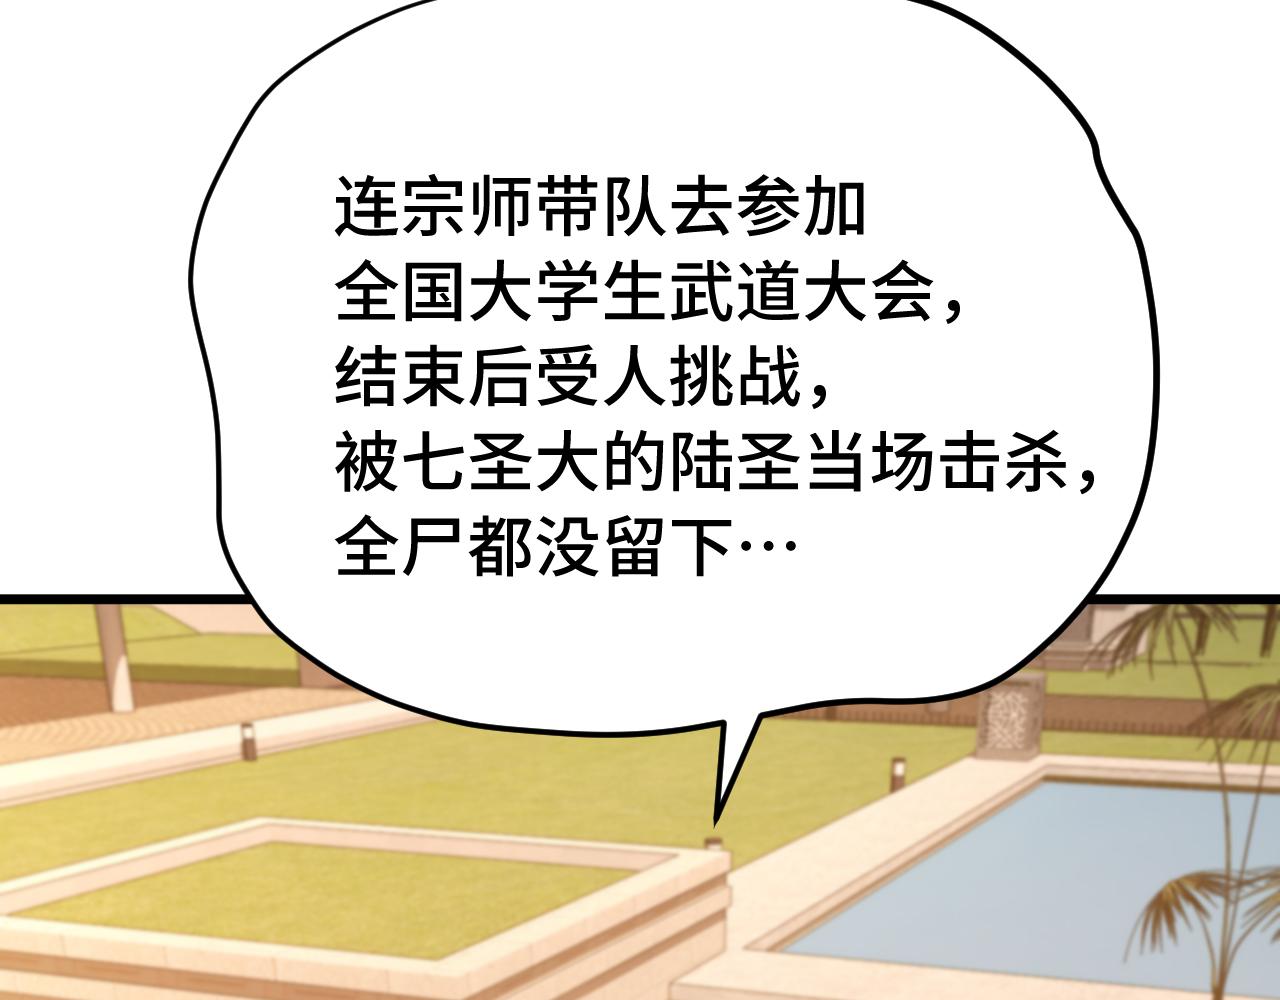 连宗师带队去参加
全国大学生武道大会，
结束后受人挑战，
被七圣大的陆圣当场击杀，
全尸都没留下…